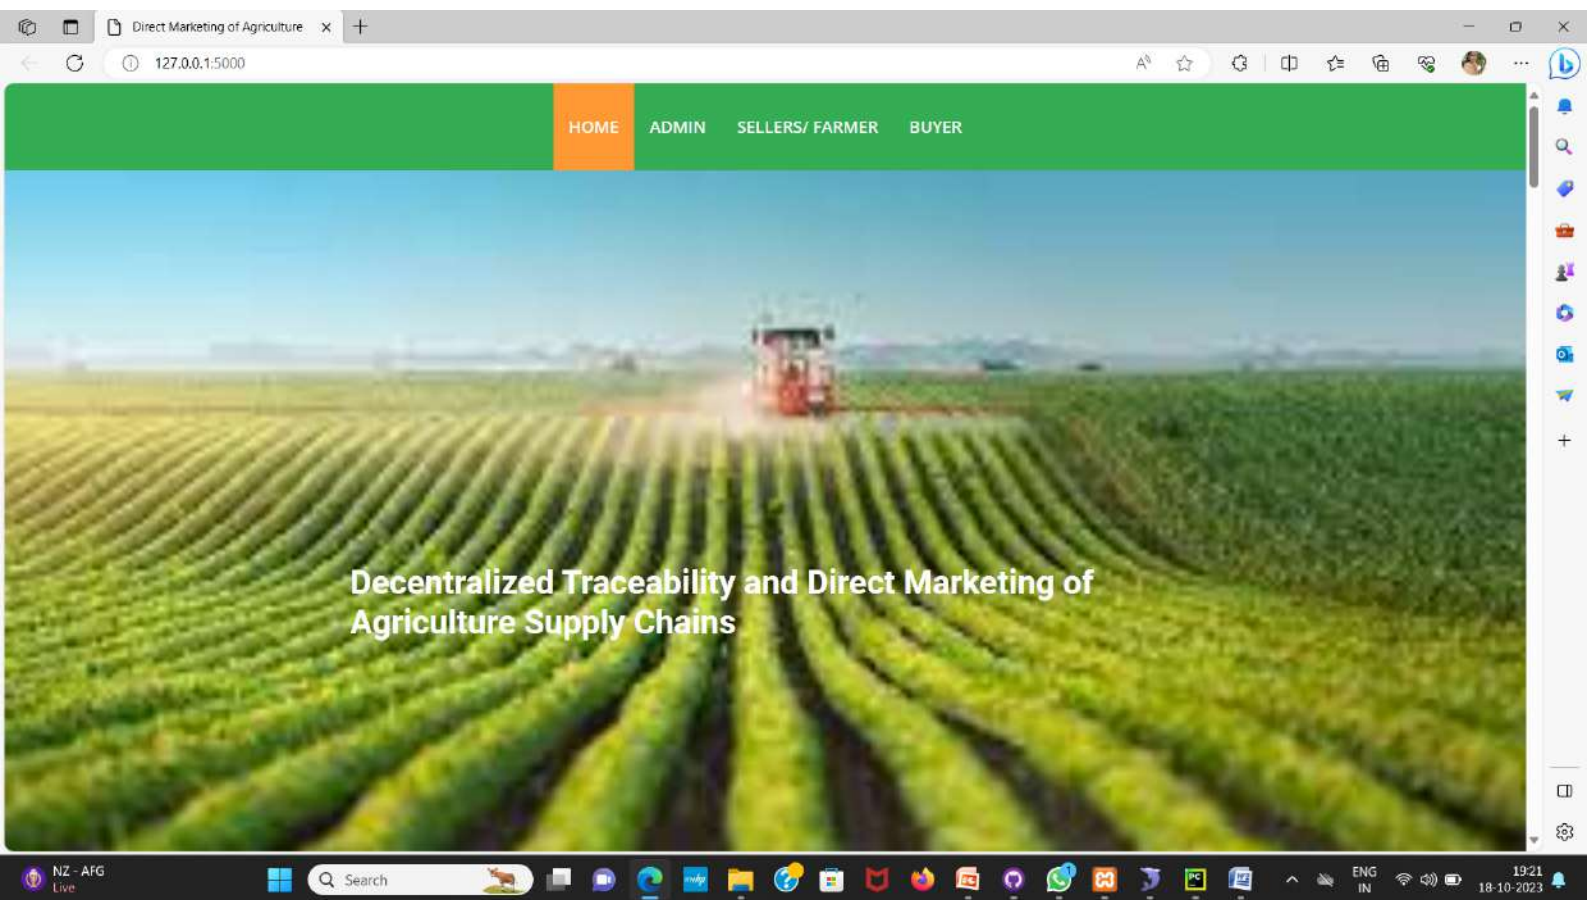 Direct Marketing of Agriculture
127.0.0.1:5000
HOME ADMIN SELLERS/ FARMER BUYER
Decentralized Traceability and Direct Marketing of
Agriculture Supply Chains
NZ - AFG
Live
Search
ENG
IN
19:21
18-10-2023